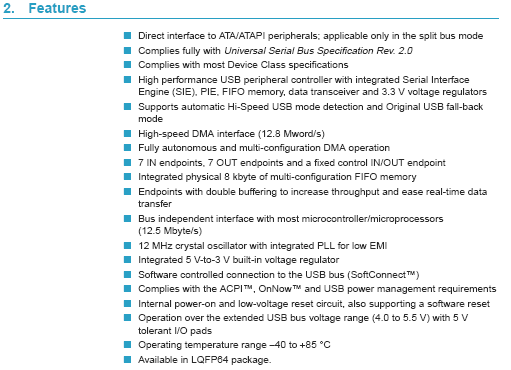 2. Features
Direct interface to ATA/ATAPI peripherals; applicable only in the split bus mode
Complies fully with Universal Serial Bus Specification Rev. 2.0
Complies with most Device Class specifications
High performance USB peripheral controller with integrated Serial Interface
Engine (SIE), PIE, FIFO memory, data transceiver and 3.3 V voltage regulators
Supports automatic Hi-Speed USB mode detection and Original USB fall-back
mode
High-speed DMA interface (12.8 Mword/s)
Fully autonomous and multi-configuration DMA operation
7 IN endpoints, 7 OUT endpoints and a fixed control IN/OUT endpoint
Integrated physical 8 kbyte of multi-configuration FIFO memory
Endpoints with double buffering to increase throughput and ease real-time data
transfer
Bus independent interface with most microcontroller/microprocessors
(12.5 Mbyte/s)
12 MHz crystal oscillator with integrated PLL for low EMI
Integrated 5 V-to-3 V built-in voltage regulator
Software controlled connection to the USB bus (SoftConnect™)
Complies with the ACPI™, OnNow™ and USB power management requirements
Internal power-on and low-voltage reset circuit, also supporting a software reset
Operation over the extended USB bus voltage range (4.0 to 5.5 V) with 5 V
tolerant I/O pads
Operating temperature range –40 to +85 °C
Available in LQFP64 package.